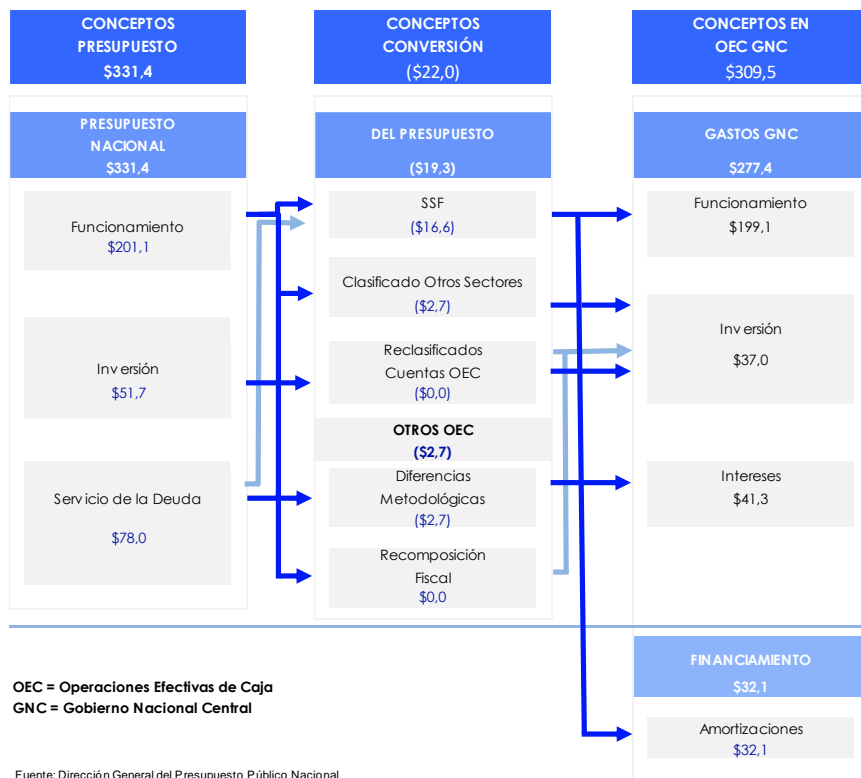 CONCEPTOS
PRESUPUESTO
$331,4
CONCEPTOS
CONVERSIÓN
($22,0)
CONCEPTOS EN
OEC GNC
$309,5
PRESUPUESTO
NACIONAL
$331,4
DEL PRESUPUESTO
($19,3)
GASTOS GNC
$277,4
Funcionamiento
$201,1
Inversión
$51,7
Servicio de la Deuda
$78,0
SSF
($16,6)
Clasificado Otros Sectores
($2,7)
Reclasificados
Cuentas OEC
($0,0)
OTROS OEC
($2,7)
Diferencias
Metodológicas
($2,7)
Recomposición
Fiscal
$0,0
Funcionamiento
$199,1
Inversión
$37,0
Intereses
$41,3
FINANCIAMIENTO
$32,1
Amortizaciones
$32,1
OEC = Operaciones Efectivas de Caja
GNC = Gobierno Nacional Central
Fuente: Dirección General del Presupuesto Público Nacional